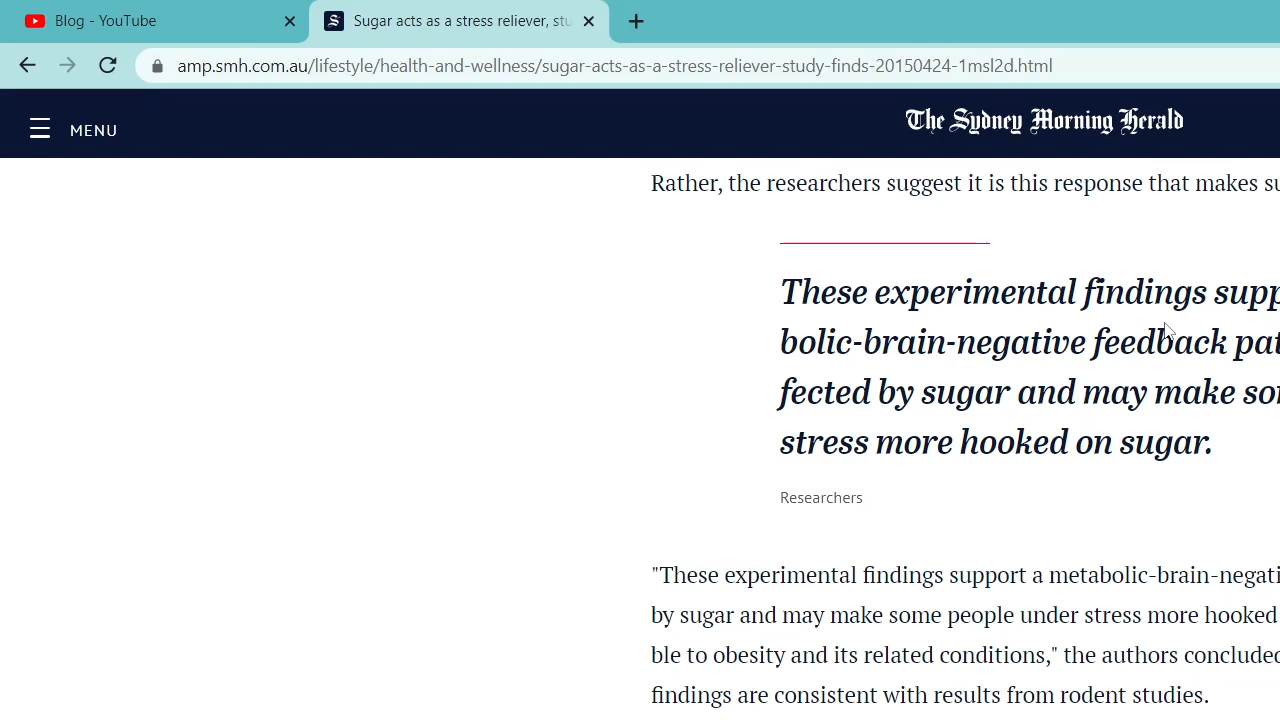 Blog - YouTube
Sugar acts as a stress reliever, stu
amp.smh.com.au/lifestyle/health-and-wellness/sugar-acts-as-a-stress-reliever-study-finds-20150424-1msl2d.html
MENU
The Sydney Morning Herald
Rather, the researchers suggest it is this response that makes su
These experimental findings supp
bolic-brain-negative feedback pat
fected by sugar and may make so
stress more hooked on sugar.
Researchers
"These experimental findings support a metabolic-brain-negati
by sugar and may make some people under stress more hooked
ble to obesity and its related conditions," the authors concluded
findings are consistent with results from rodent studies.